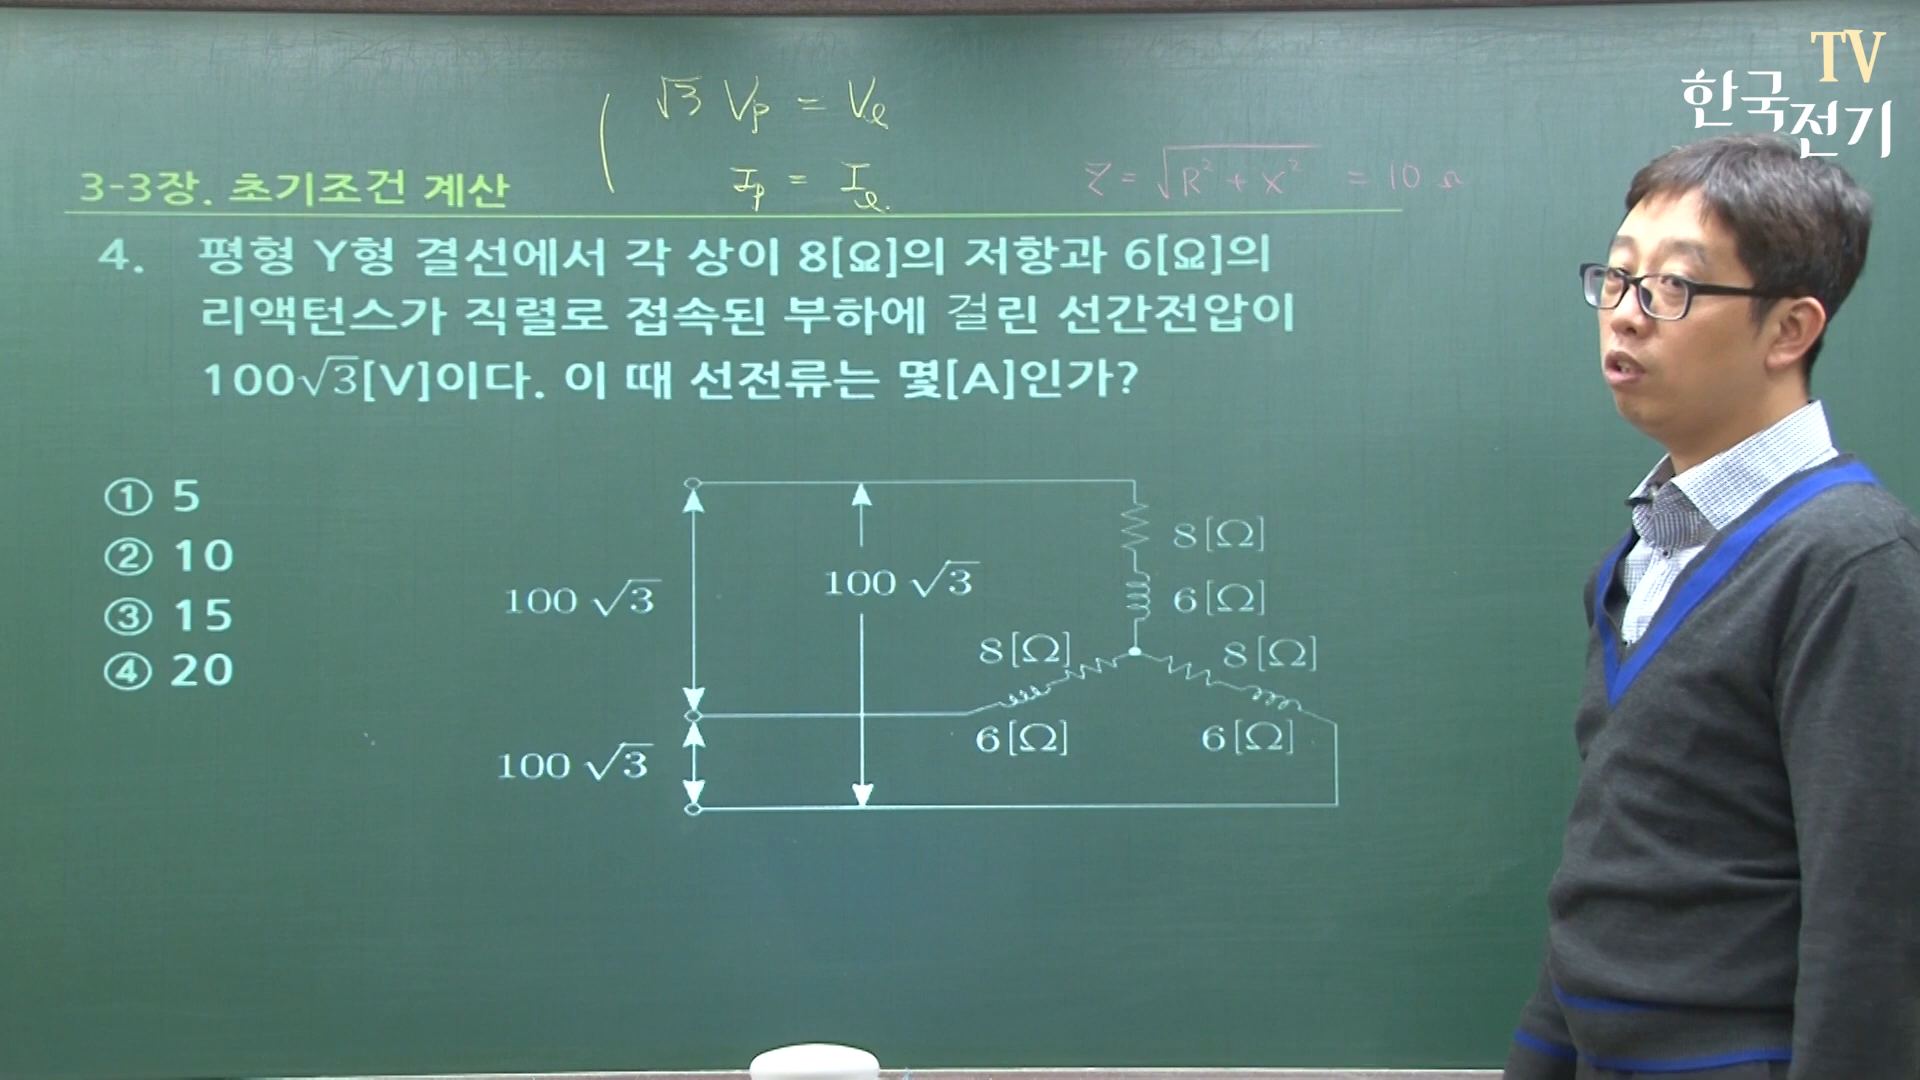 TV
한국전기
√3 Vp = Vℓ
Ip = Iℓ
Z = √R² + X² = 10 Ω
3-3장. 초기조건 계산
4. 평형 Y형 결선에서 각 상이 8[Ω]의 저항과 6[Ω]의
리액턴스가 직렬로 접속된 부하에 걸린 선간전압이
100√3[V]이다. 이 때 선전류는 몇[A]인가?
① 5
② 10
③ 15
④ 20
100 √3
100 √3
100 √3
8[Ω]
6[Ω]
8[Ω]
6[Ω]
8[Ω]
6[Ω]